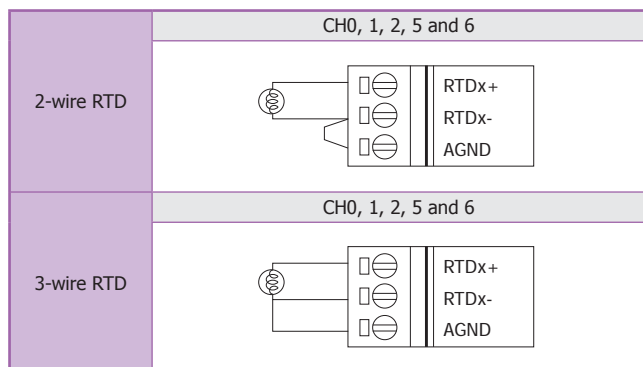 CH0, 1, 2, 5 and 6
2-wire RTD
RTDx+
RTDx-
AGND
CH0, 1, 2, 5 and 6
3-wire RTD
RTDx+
RTDx-
AGND